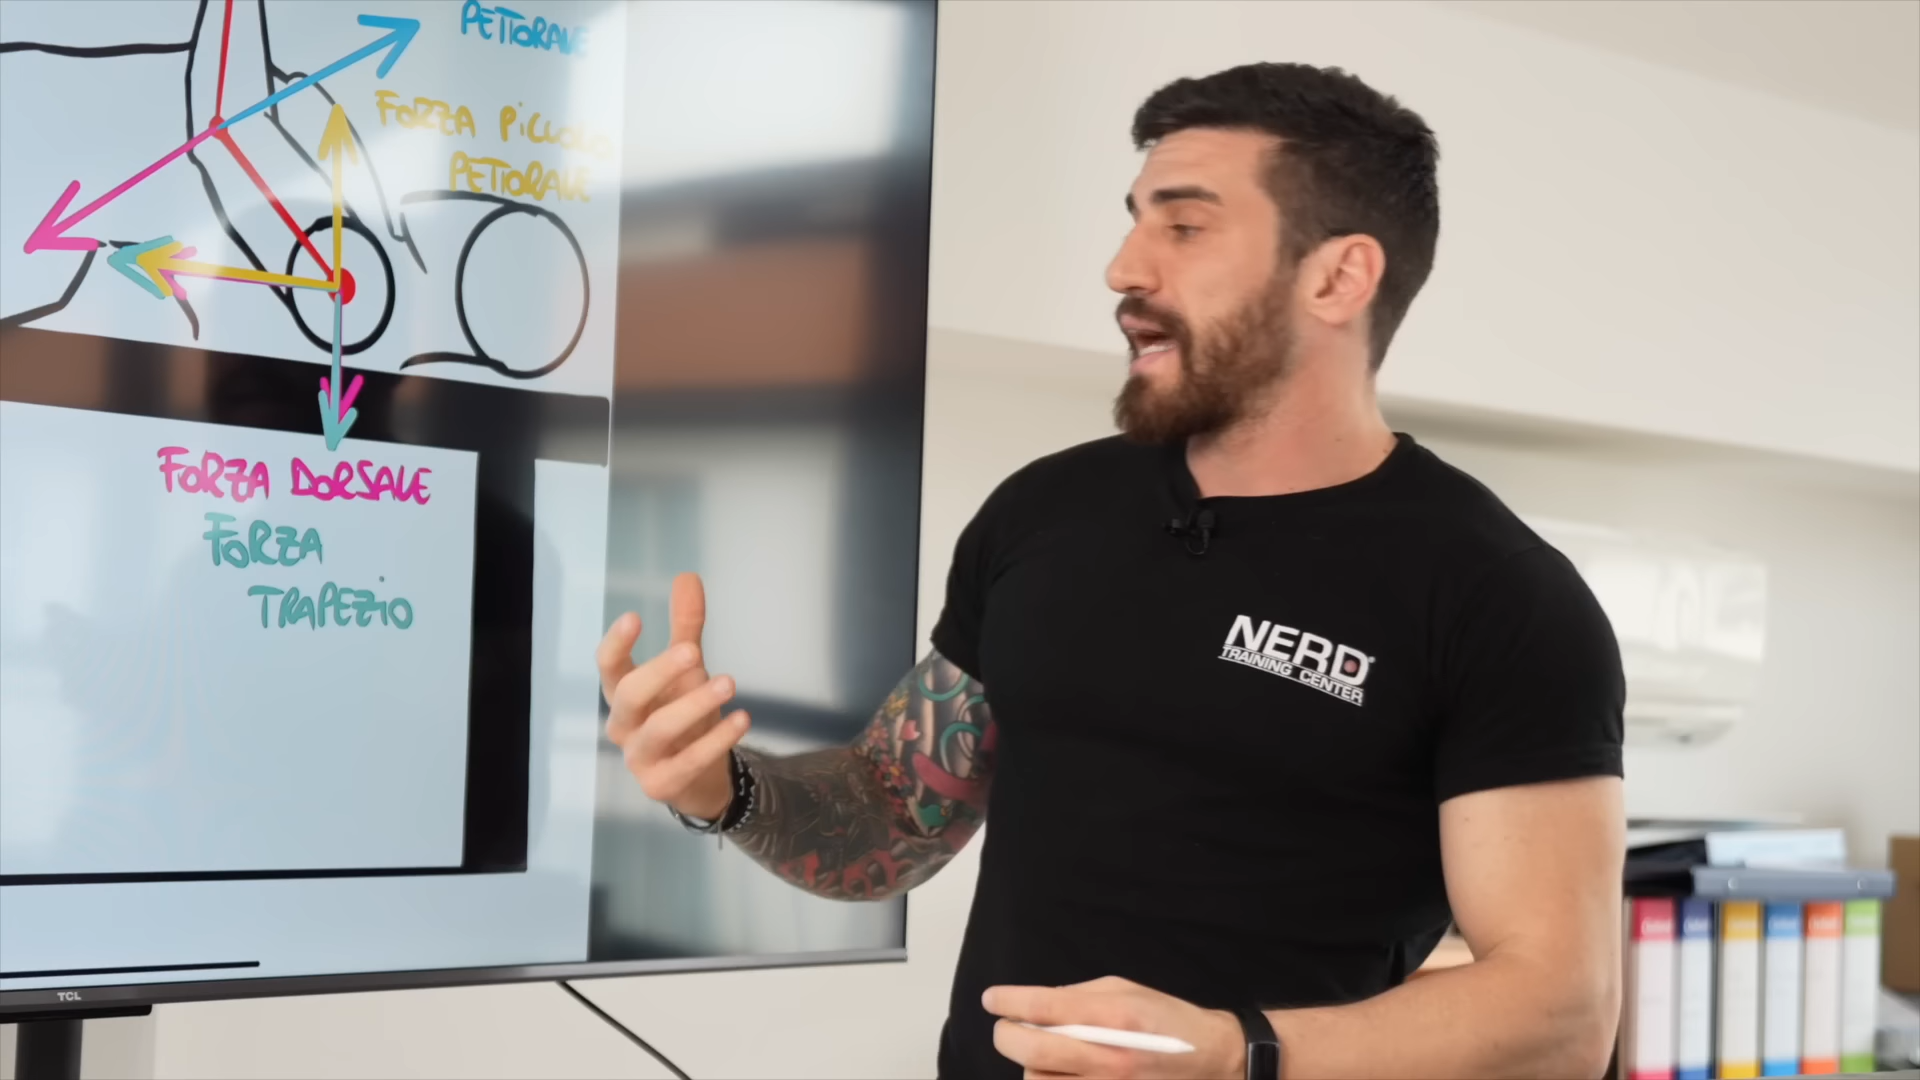 PETTORALE
FORZA PICCOLO
PETTORALE
FORZA DORSALE
FORZA
TRAPEZIO
NERD
TRAINING CENTER
TCL